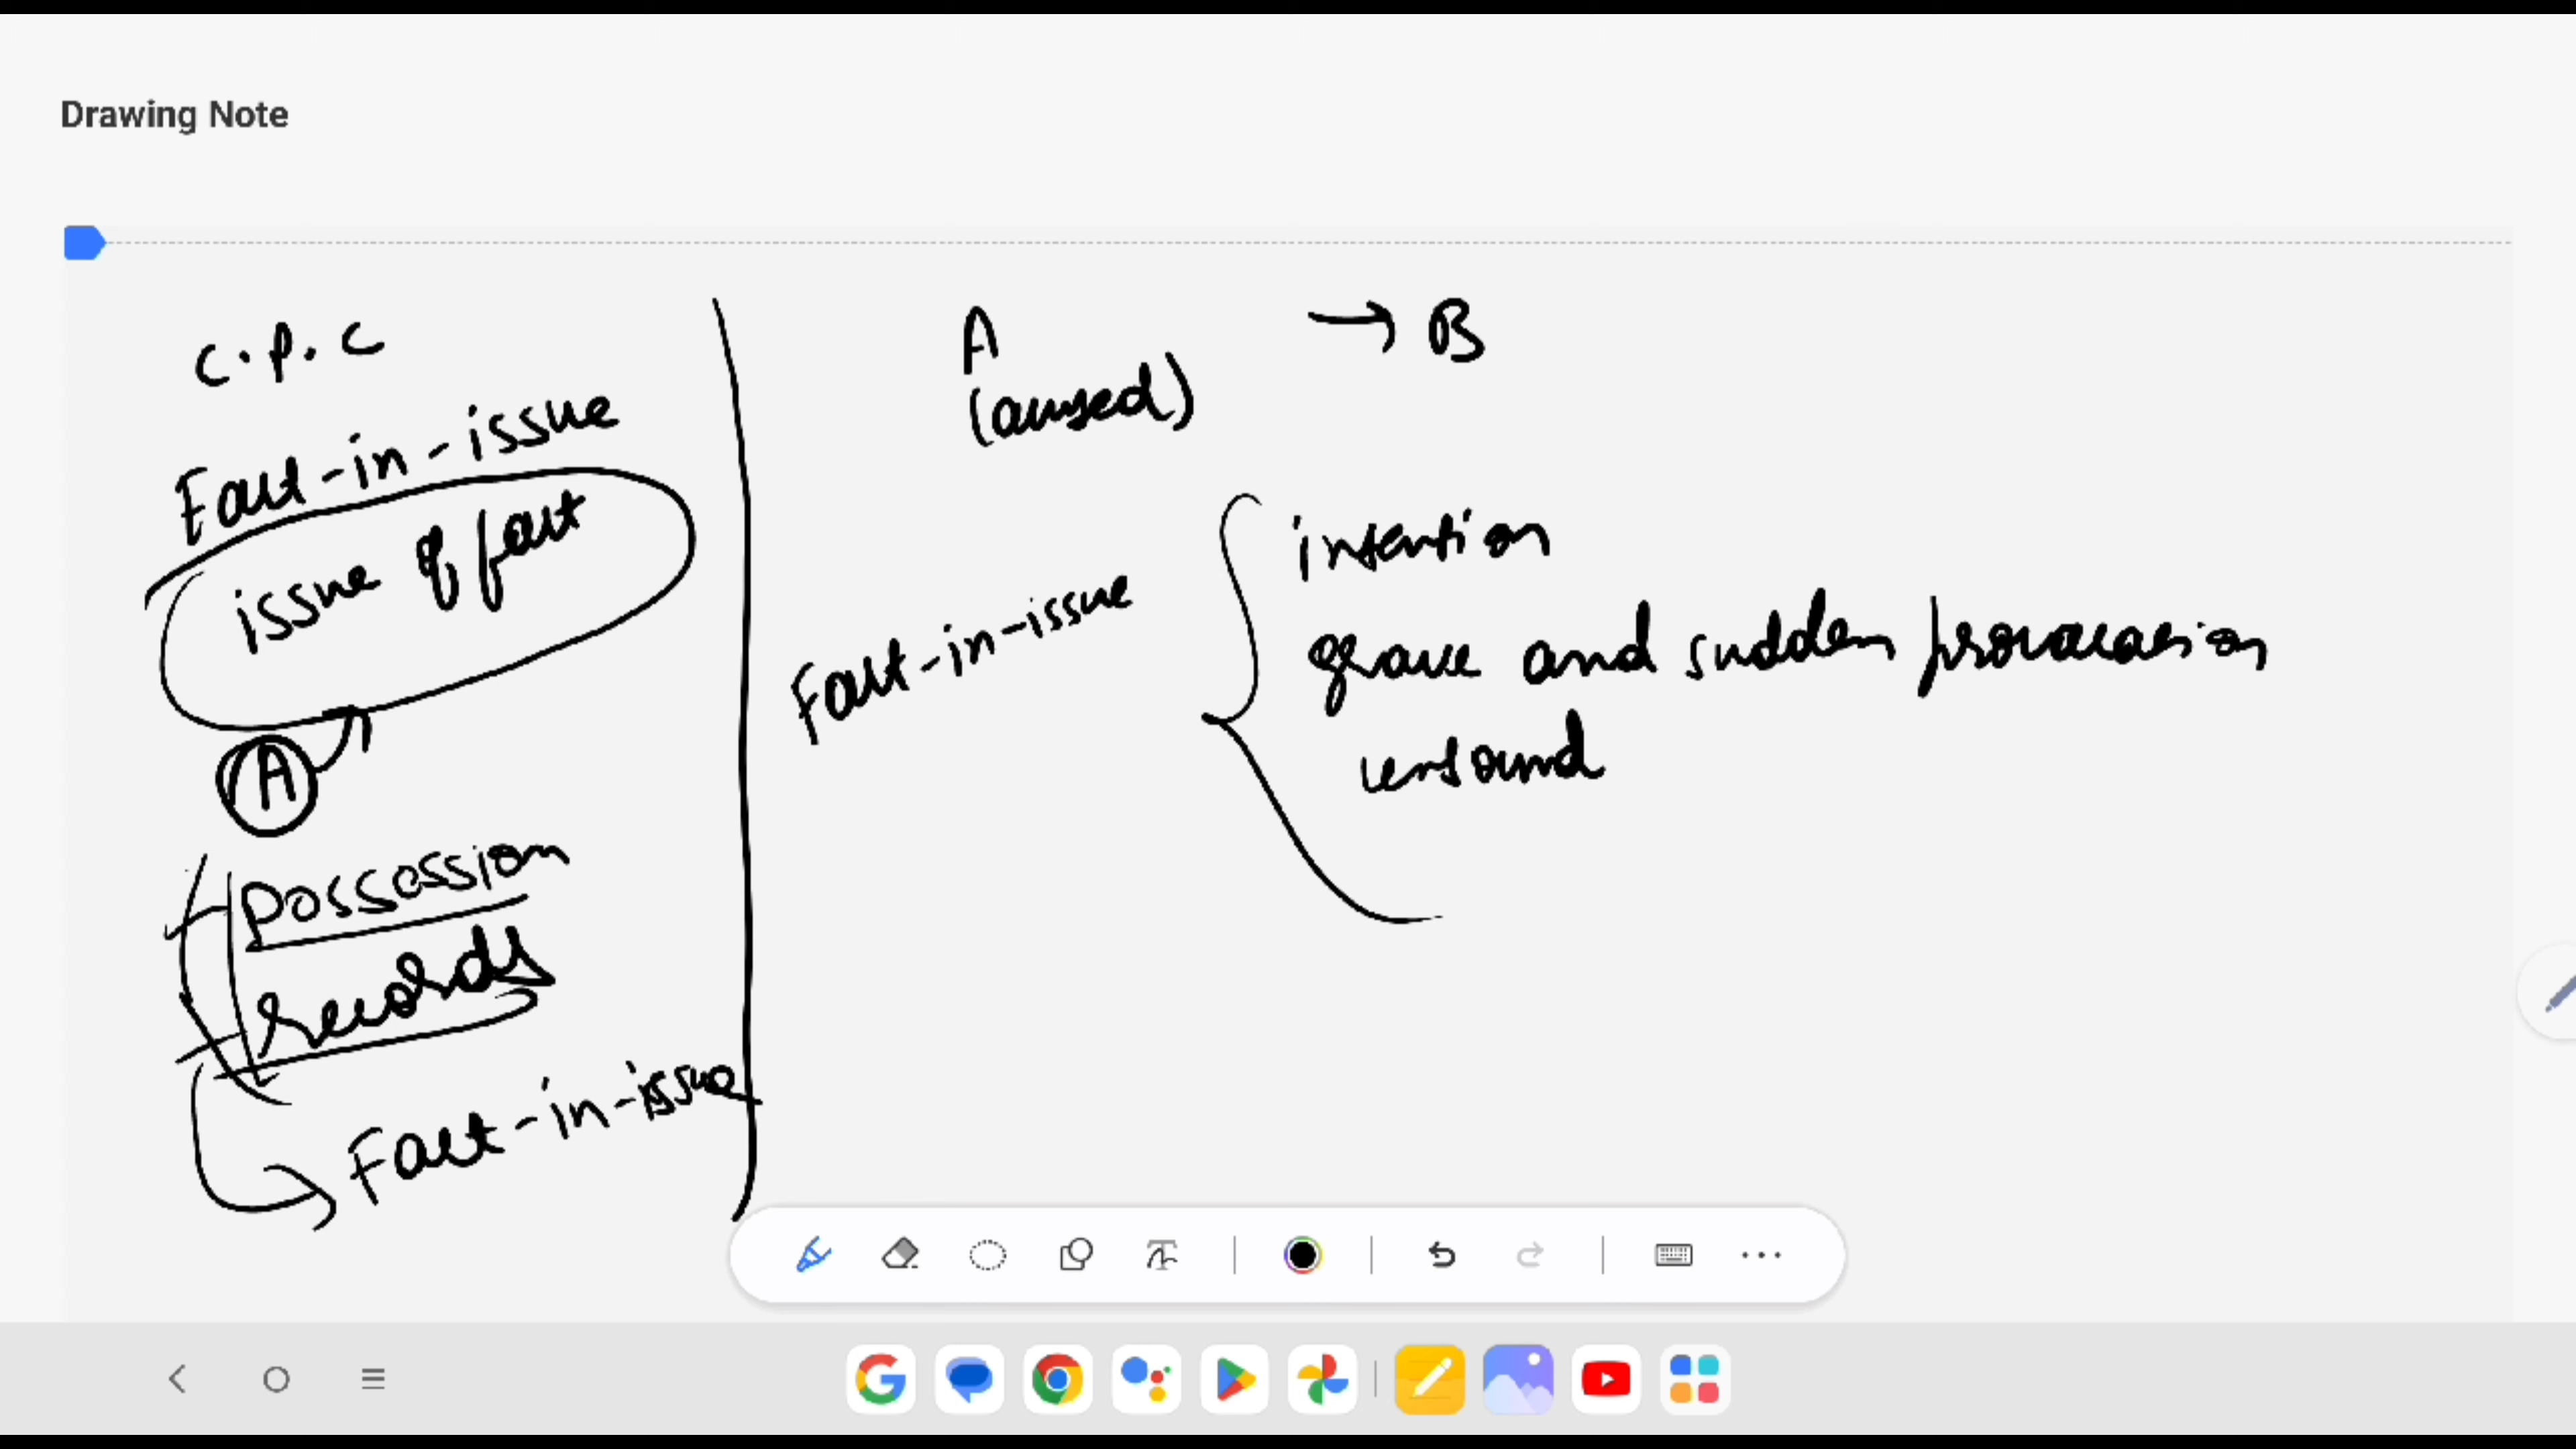 Drawing Note
C.P.C
Fact-in-issue
issue of fact
A
Possession
records
Fact-in-issue
A → B
(accused)
Fact-in-issue
intention
grave and sudden provocation
unsound